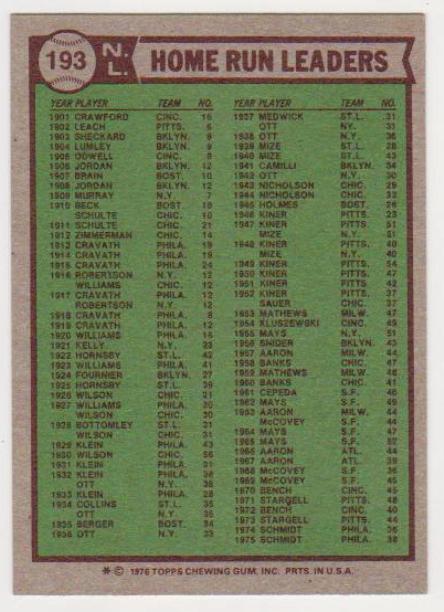 193 N.L. HOME RUN LEADERS
YEAR PLAYER TEAM NO.
1901 CRAWFORD CINC. 16
1902 LEACH PITTS. 6
1903 SHECKARD BKLYN. 9
1904 LUMLEY BKLYN. 9
1905 ODWELL CINC. 9
1906 JORDAN BKLYN. 12
1907 BRAIN BOST. 10
1908 JORDAN BKLYN. 12
1909 MURRAY N.Y. 7
1910 BECK BOST. 10
SCHULTE CHIC. 10
1911 SCHULTE CHIC. 21
1912 ZIMMERMAN CHIC. 14
1913 CRAVATH PHILA. 19
1914 CRAVATH PHILA. 19
1915 CRAVATH PHILA. 24
1916 ROBERTSON N.Y. 12
WILLIAMS CHIC. 12
1917 CRAVATH PHILA. 12
ROBERTSON N.Y. 12
1918 CRAVATH PHILA. 8
1919 CRAVATH PHILA. 12
1920 WILLIAMS PHILA. 15
1921 KELLY N.Y. 23
1922 HORNSBY ST.L. 42
1923 WILLIAMS PHILA. 41
1924 FOURNIER BKLYN. 27
1925 HORNSBY ST.L. 39
1926 WILSON CHIC. 21
1927 WILLIAMS PHILA. 30
WILSON CHIC. 30
1928 BOTTOMLEY ST.L. 31
WILSON CHIC. 31
1929 KLEIN PHILA. 43
1930 WILSON CHIC. 56
1931 KLEIN PHILA. 31
1932 KLEIN PHILA. 38
OTT N.Y. 38
1933 KLEIN PHILA. 28
1934 COLLINS ST.L. 35
OTT N.Y. 35
1935 BERGER BOST. 34
1936 OTT N.Y. 33
YEAR PLAYER TEAM NO.
1937 MEDWICK ST.L. 31
OTT NY. 31
1938 OTT N.Y. 36
1939 MIZE ST.L. 28
1940 MIZE ST.L. 43
1941 CAMILLI BKLYN. 34
1942 OTT N.Y. 30
1943 NICHOLSON CHIC. 29
1944 NICHOLSON CHIC. 33
1945 HOLMES BOST. 28
1946 KINER PITTS. 23
1947 KINER PITTS. 51
MIZE N.Y. 51
1948 KINER PITTS. 40
MIZE N.Y. 40
1949 KINER PITTS. 54
1950 KINER PITTS. 47
1951 KINER PITTS. 42
1952 KINER PITTS. 37
SAUER CHIC. 37
1953 MATHEWS MILW. 47
1954 KLUSZEWSKI CINC. 49
1955 MAYS N.Y. 51
1956 SNIDER BKLYN. 43
1957 AARON MILW. 44
1958 BANKS CHIC. 47
1959 MATHEWS MILW. 46
1960 BANKS CHIC. 41
1961 CEPEDA S.F. 46
1962 MAYS S.F. 49
1963 AARON MILW. 44
McCOVEY S.F. 44
1964 MAYS S.F. 47
1965 MAYS S.F. 52
1966 AARON ATL. 44
1967 AARON ATL. 39
1968 McCOVEY S.F. 36
1969 McCOVEY S.F. 45
1970 BENCH CINC. 45
1971 STARGELL PITTS. 48
1972 BENCH CINC. 40
1973 STARGELL PITTS. 44
1974 SCHMIDT PHILA. 36
1975 SCHMIDT PHILA. 38
*© 1976 TOPPS CHEWING GUM, INC. PRTS. IN U.S.A.